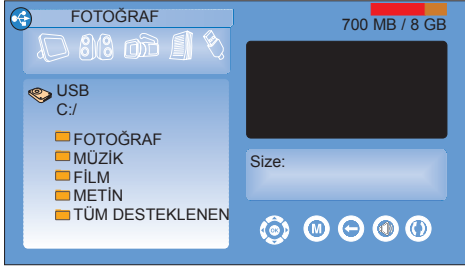 FOTOĞRAF
700 MB / 8 GB
USB
C:/
FOTOĞRAF
MÜZİK
FİLM
METİN
TÜM DESTEKLENEN
Size:
OK
M